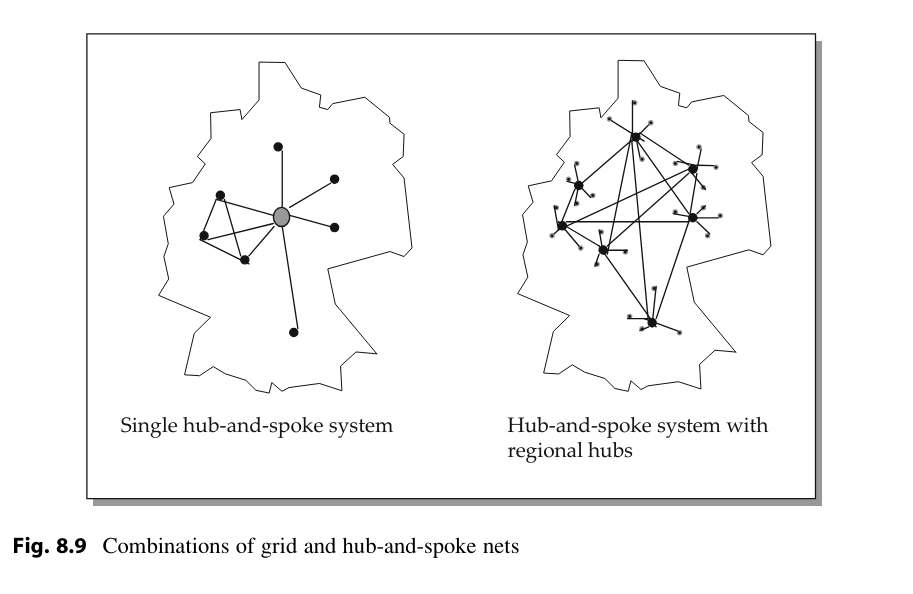 Single hub-and-spoke system
Hub-and-spoke system with
regional hubs
Fig. 8.9 Combinations of grid and hub-and-spoke nets